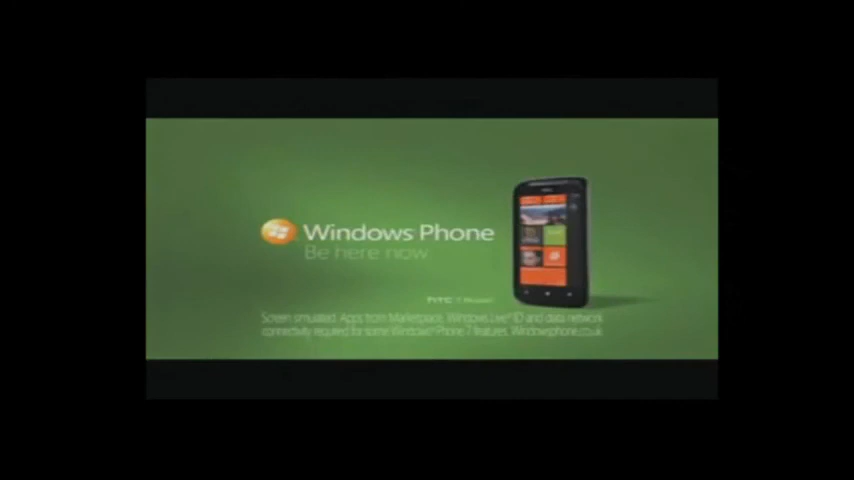 Windows Phone
Be here now
HTC 7 Mozart
Screen simulated. Apps from Marketplace. Windows Live® ID and data network
connectivity required for some Windows® Phone 7 features. Windowsphone.co.uk